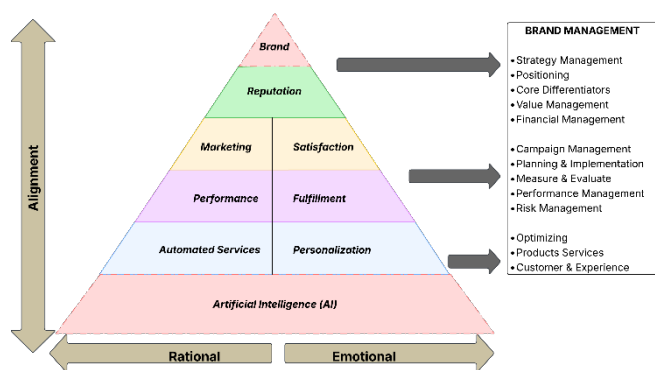 BRAND MANAGEMENT
Brand
• Strategy Management
• Positioning
Reputation
• Core Differentiators
• Value Management
• Financial Management
Marketing
Satisfaction
• Campaign Management
• Planning & Implementation
• Measure & Evaluate
Performance
Fulfillment
• Performance Management
• Risk Management
Alignment
Automated Services
Personalization
• Optimizing
• Products Services
• Customer & Experience
Artificial Intelligence (AI)
Rational
Emotional